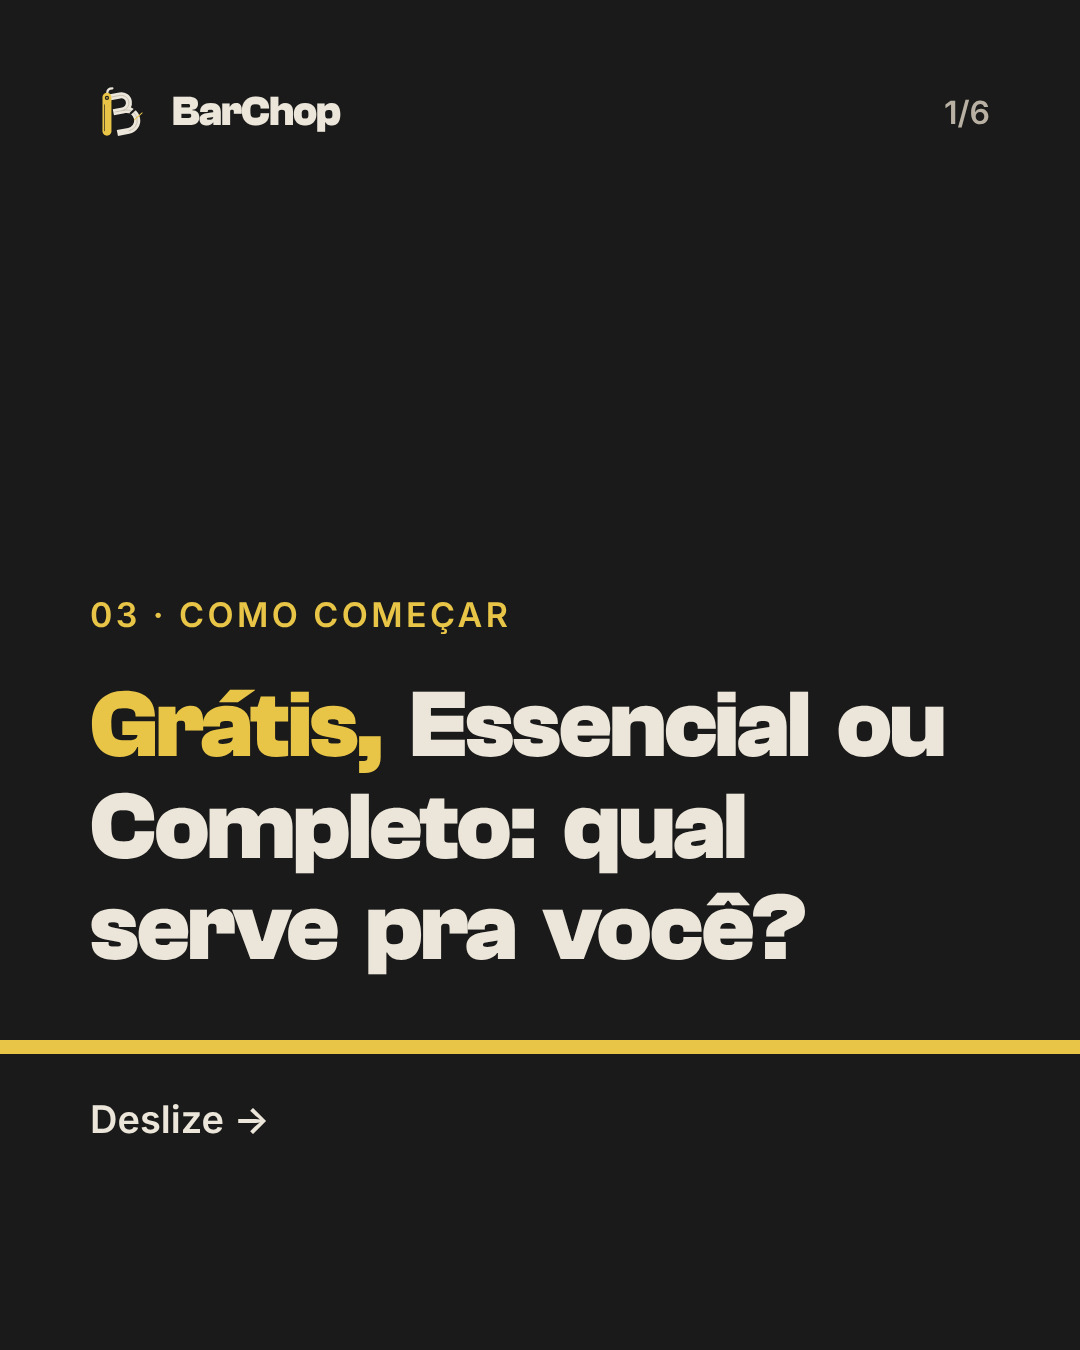 BarChop
1/6
03 · COMO COMEÇAR
Grátis, Essencial ou
Completo: qual
serve pra você?
Deslize →